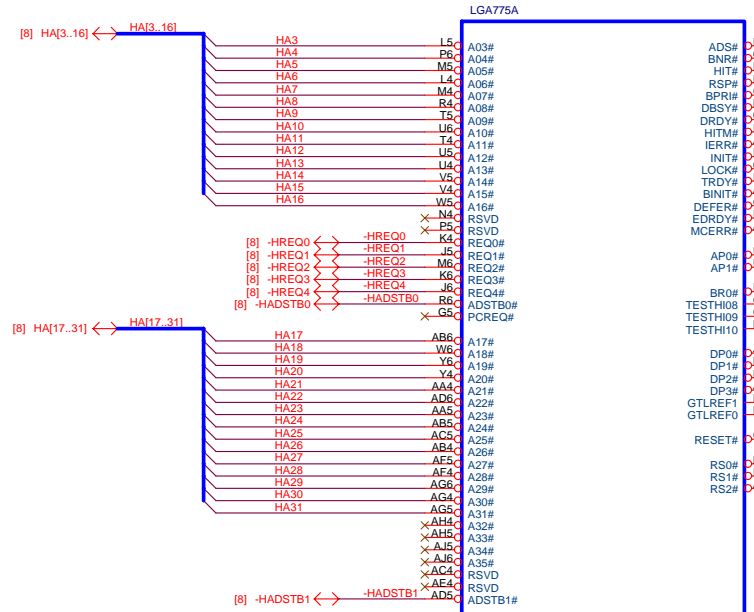 LGA775A
[8] HA[3..16] HA[3..16]
HA3 L5 A03# ADS#
HA4 P6 A04# BNR#
HA5 M5 A05# HIT#
HA6 L4 A06# RSP#
HA7 M4 A07# BPRI#
HA8 R4 A08# DBSY#
HA9 T5 A09# DRDY#
HA10 U6 A10# HITM#
HA11 T4 A11# IERR#
HA12 U5 A12# INIT#
HA13 U4 A13# LOCK#
HA14 V5 A14# TRDY#
HA15 V4 A15# BINIT#
HA16 W5 A16# DEFER#
N4 RSVD EDRDY#
P5 RSVD MCERR#
[8] -HREQ0 -HREQ0 K4 REQ0#
[8] -HREQ1 -HREQ1 J5 REQ1# AP0#
[8] -HREQ2 -HREQ2 M6 REQ2# AP1#
[8] -HREQ3 -HREQ3 K6 REQ3#
[8] -HREQ4 -HREQ4 J6 REQ4# BR0#
[8] -HADSTB0 -HADSTB0 R6 ADSTB0# TESTHI08
G5 PCREQ# TESTHI09
[8] HA[17..31] HA[17..31] TESTHI10
HA17 AB6 A17#
HA18 W6 A18# DP0#
HA19 Y6 A19# DP1#
HA20 Y4 A20# DP2#
HA21 AA4 A21# DP3#
HA22 AD6 A22# GTLREF1
HA23 AA5 A23# GTLREF0
HA24 AB5 A24#
HA25 AC5 A25# RESET#
HA26 AB4 A26#
HA27 AF5 A27# RS0#
HA28 AF4 A28# RS1#
HA29 AG6 A29# RS2#
HA30 AG4 A30#
HA31 AG5 A31#
AH4 A32#
AH5 A33#
AJ5 A34#
AJ6 A35#
AC4 RSVD
AE4 RSVD
[8] -HADSTB1 -HADSTB1 AD5 ADSTB1#